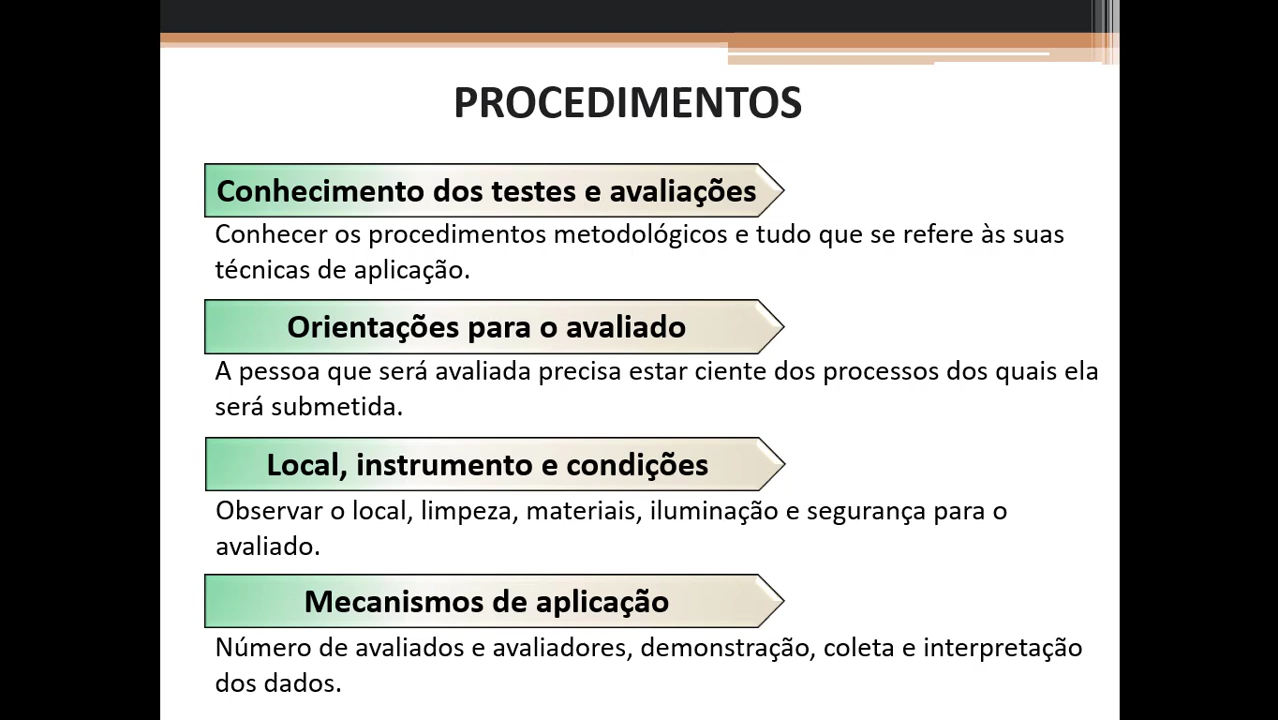 PROCEDIMENTOS
Conhecimento dos testes e avaliações
Conhecer os procedimentos metodológicos e tudo que se refere às suas
técnicas de aplicação.
Orientações para o avaliado
A pessoa que será avaliada precisa estar ciente dos processos dos quais ela
será submetida.
Local, instrumento e condições
Observar o local, limpeza, materiais, iluminação e segurança para o
avaliado.
Mecanismos de aplicação
Número de avaliados e avaliadores, demonstração, coleta e interpretação
dos dados.